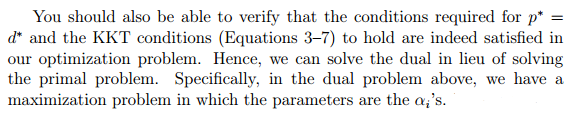 You should also be able to verify that the conditions required for p* =
d* and the KKT conditions (Equations 3–7) to hold are indeed satisfied in
our optimization problem. Hence, we can solve the dual in lieu of solving
the primal problem. Specifically, in the dual problem above, we have a
maximization problem in which the parameters are the αᵢ's.